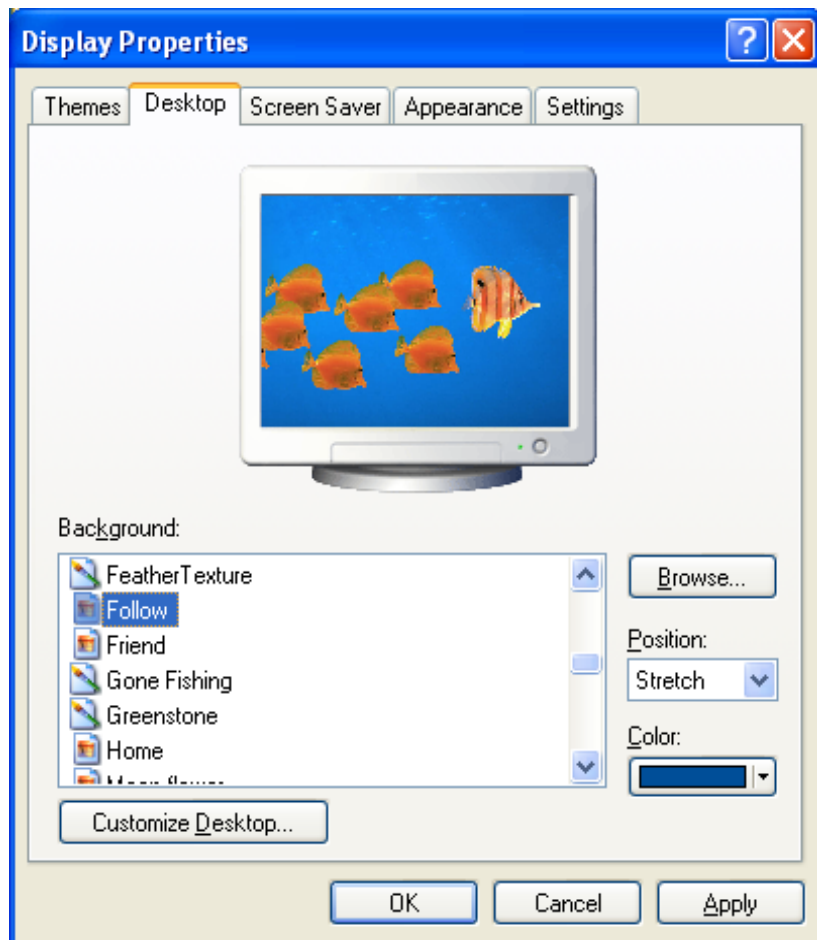 Display Properties
Themes Desktop Screen Saver Appearance Settings
Background:
FeatherTexture
Follow
Friend
Gone Fishing
Greenstone
Home
Browse...
Position:
Stretch
Color:
Customize Desktop...
OK Cancel Apply